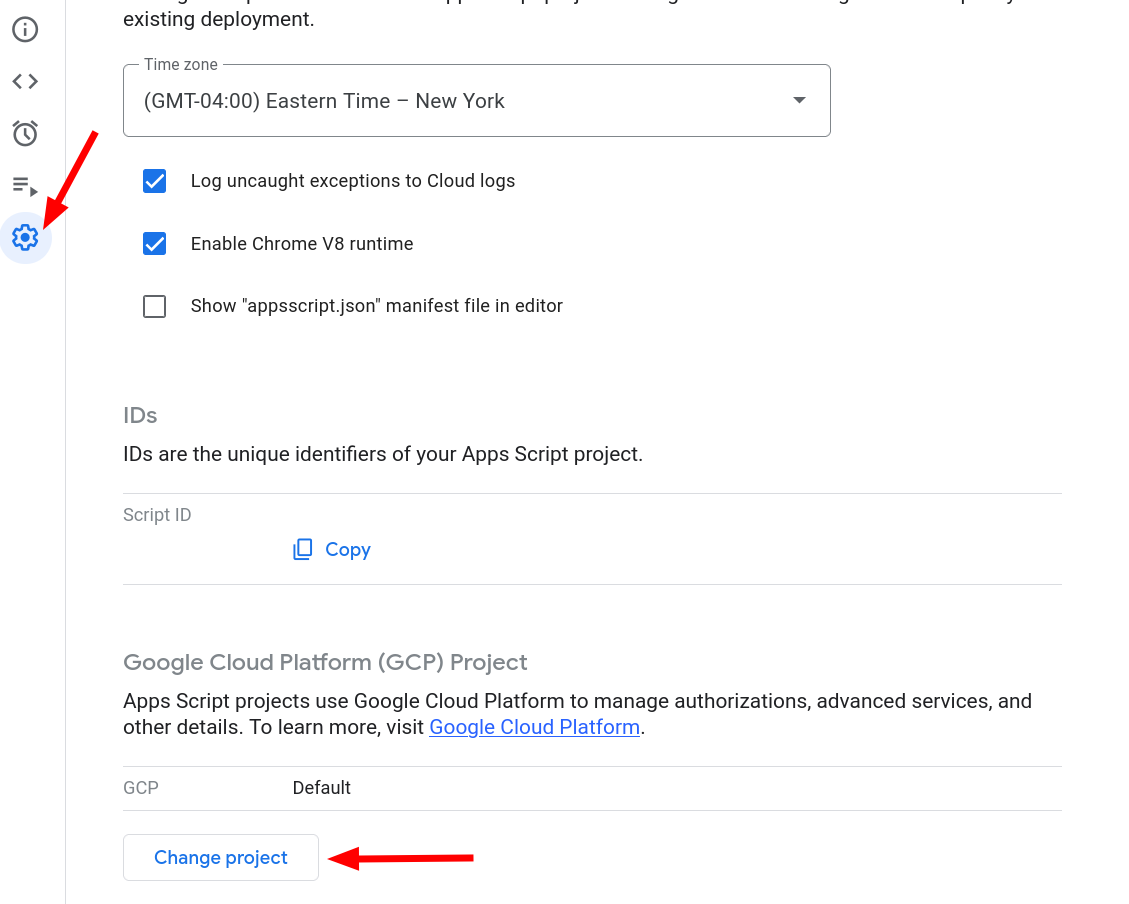 existing deployment.
Time zone
(GMT-04:00) Eastern Time – New York
Log uncaught exceptions to Cloud logs
Enable Chrome V8 runtime
Show "appsscript.json" manifest file in editor
IDs
IDs are the unique identifiers of your Apps Script project.
Script ID
Copy
Google Cloud Platform (GCP) Project
Apps Script projects use Google Cloud Platform to manage authorizations, advanced services, and
other details. To learn more, visit Google Cloud Platform.
GCP Default
Change project